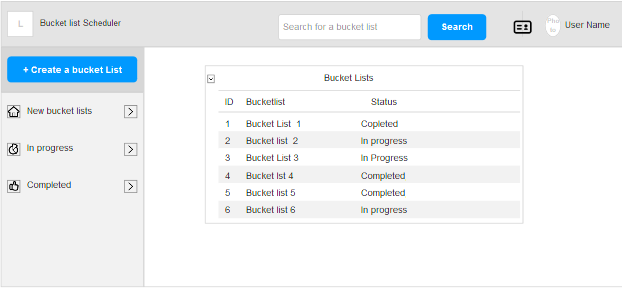 L
Bucket list Scheduler
Search for a bucket list
Search
User Name
+ Create a bucket List
New bucket lists
In progress
Completed
Bucket Lists
ID Bucketlist Status
1 Bucket List 1 Copleted
2 Bucket list 2 In progress
3 Bucket List 3 In Progress
4 Bucket lst 4 Completed
5 Bucket list 5 Completed
6 Bucket list 6 In progress